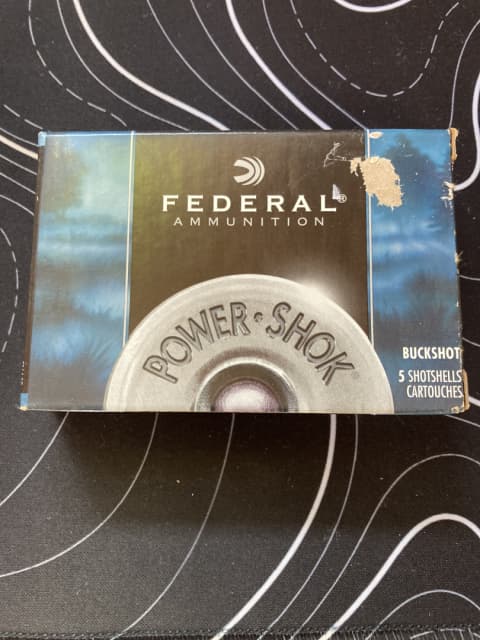 FEDERAL®
AMMUNITION
POWER•SHOK®
BUCKSHOT
5 SHOTSHELLS
CARTOUCHES